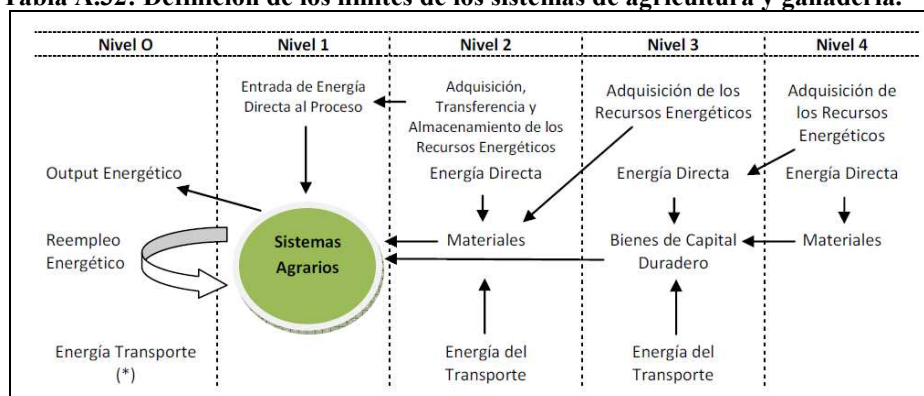 Tabla A.32: Definición de los límites de los sistemas de agricultura y ganadería.
Nivel O
Nivel 1
Nivel 2
Nivel 3
Nivel 4
Entrada de Energía
Directa al Proceso
Adquisición,
Transferencia y
Almacenamiento de los
Recursos Energéticos
Adquisición de los
Recursos Energéticos
Adquisición de
los Recursos
Energéticos
Output Energético
Energía Directa
Energía Directa
Energía Directa
Reempleo
Energético
Sistemas
Agrarios
Materiales
Bienes de Capital
Duradero
Materiales
Energía Transporte
(*)
Energía del
Transporte
Energía del
Transporte